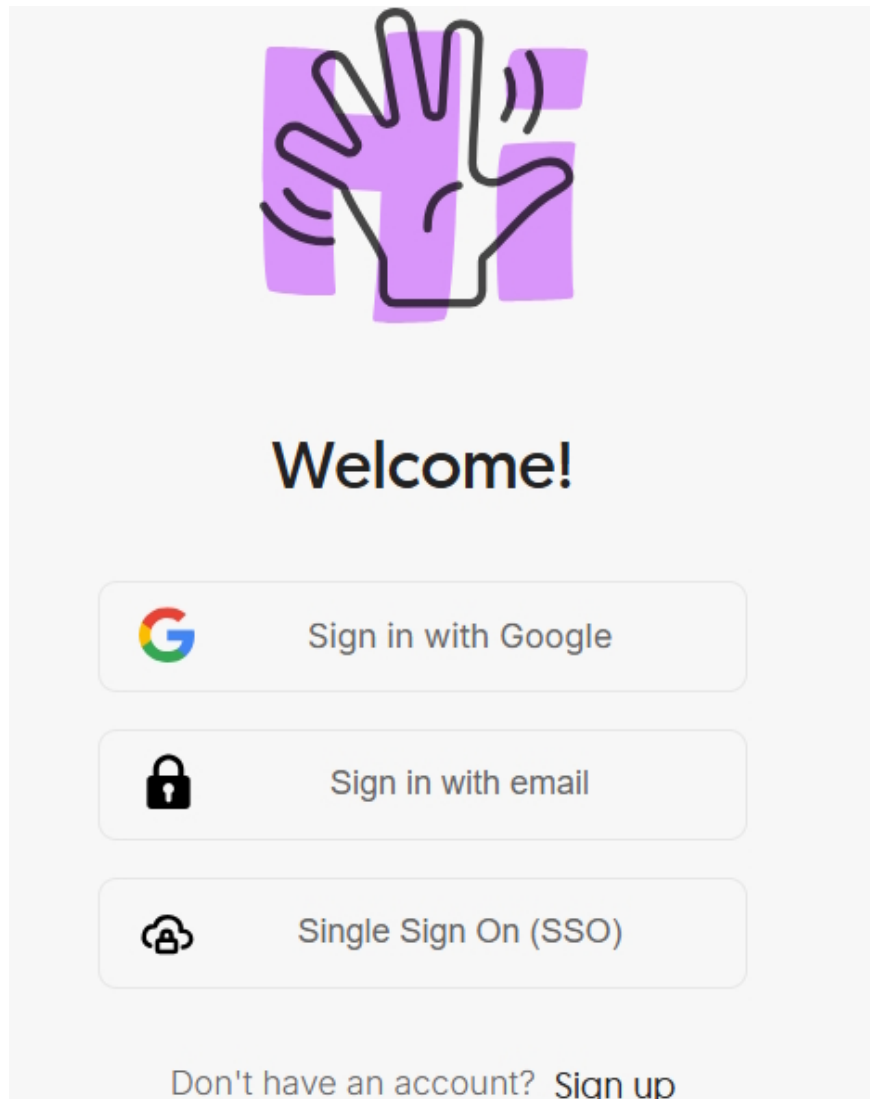 Hi
Welcome!
Sign in with Google
Sign in with email
Single Sign On (SSO)
Don't have an account? Sign up